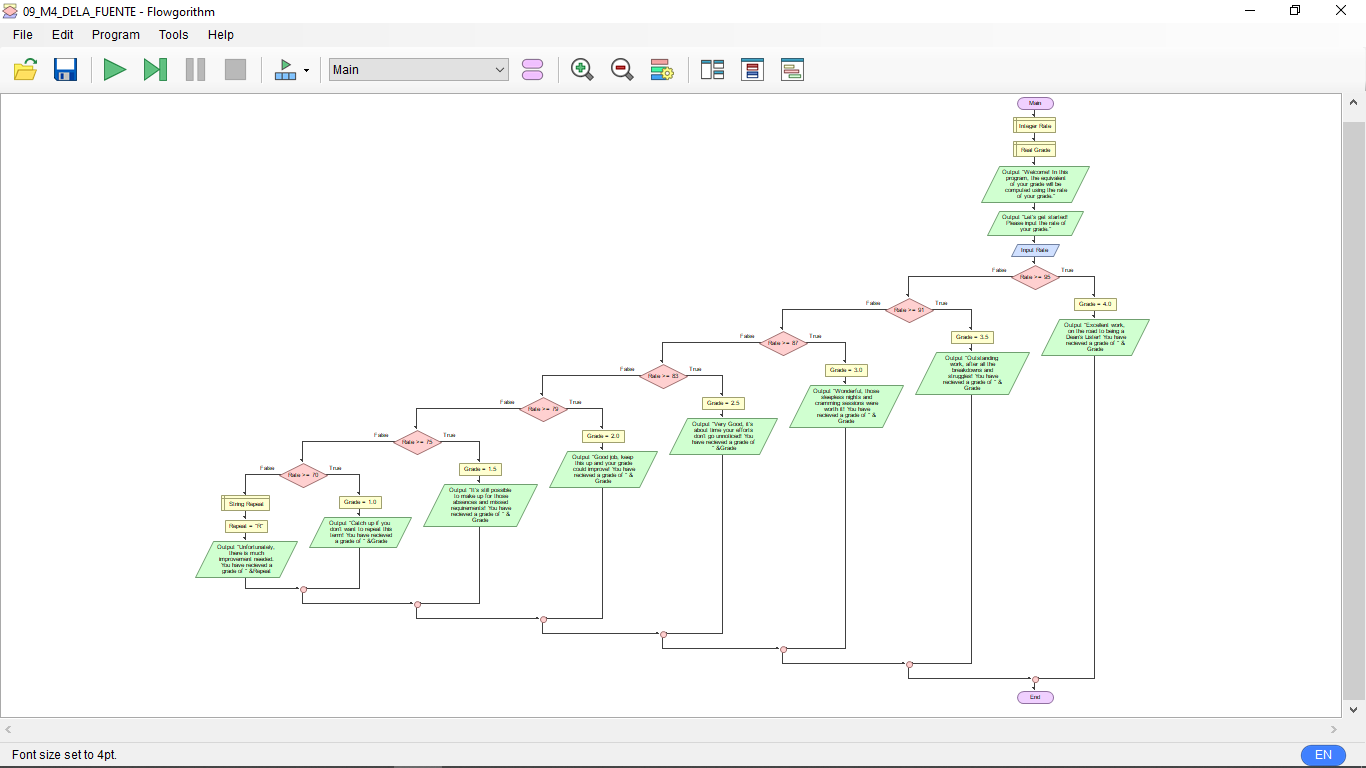 09_M4_DELA_FUENTE - Flowgorithm
File Edit Program Tools Help
Main
Main
Integer Rate
Real Grade
Output "Welcome! In this
program, the equivalent
of your grade will be
computed using the rate
of your grade."
Output "Let's get started!
Please input the rate of
your grade."
Input Rate
False
Rate >= 95
True
Grade = 4.0
Output "Excellent work,
on the road to being a
Dean's Lister! You have
recieved a grade of " &
Grade
False
Rate >= 91
True
Grade = 3.5
Output "Outstanding
work, after all the
breakdowns and
struggles! You have
recieved a grade of " &
Grade
False
Rate >= 87
True
Grade = 3.0
Output "Wonderful, those
sleepless nights and
cramming sessions were
worth it! You have
recieved a grade of " &
Grade
False
Rate >= 83
True
Grade = 2.5
Output "Very Good, it's
about time your efforts
don't go unnoticed! You
have recieved a grade of
" &Grade
False
Rate >= 79
True
Grade = 2.0
Output "Good job, keep
this up and your grade
could improve! You have
recieved a grade of " &
Grade
False
Rate >= 75
True
Grade = 1.5
Output "It's still possible
to make up for those
absences and missed
requirements! You have
recieved a grade of " &
Grade
False
Rate >= 70
True
Grade = 1.0
Output "Catch up if you
don't want to repeat this
term! You have recieved
a grade of " &Grade
String Repeat
Repeat = "R"
Output "Unfortunately,
there is much
improvement needed.
You have recieved a
grade of " &Repeat
End
Font size set to 4pt.
EN